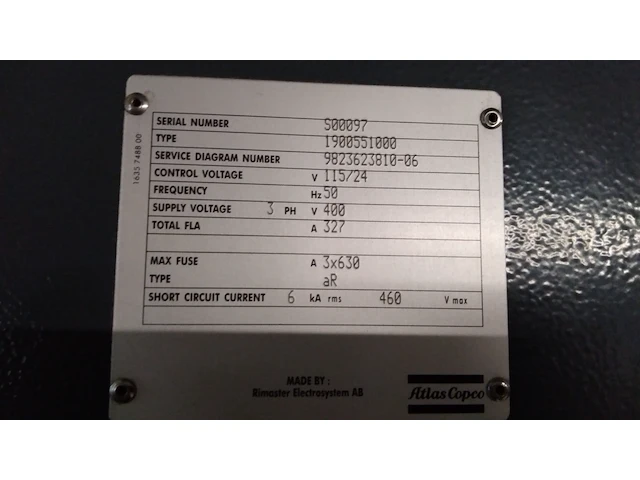 SERIAL NUMBER S00097
TYPE 1900551000
SERVICE DIAGRAM NUMBER 9823623810-06
CONTROL VOLTAGE V 115/24
FREQUENCY Hz 50
SUPPLY VOLTAGE 3 PH V 400
TOTAL FLA A 327
MAX FUSE A 3x630
TYPE aR
SHORT CIRCUIT CURRENT 6 kA rms 460 V max
MADE BY :
Rimaster Electrosystem AB
Atlas Copco
1635 7488 00